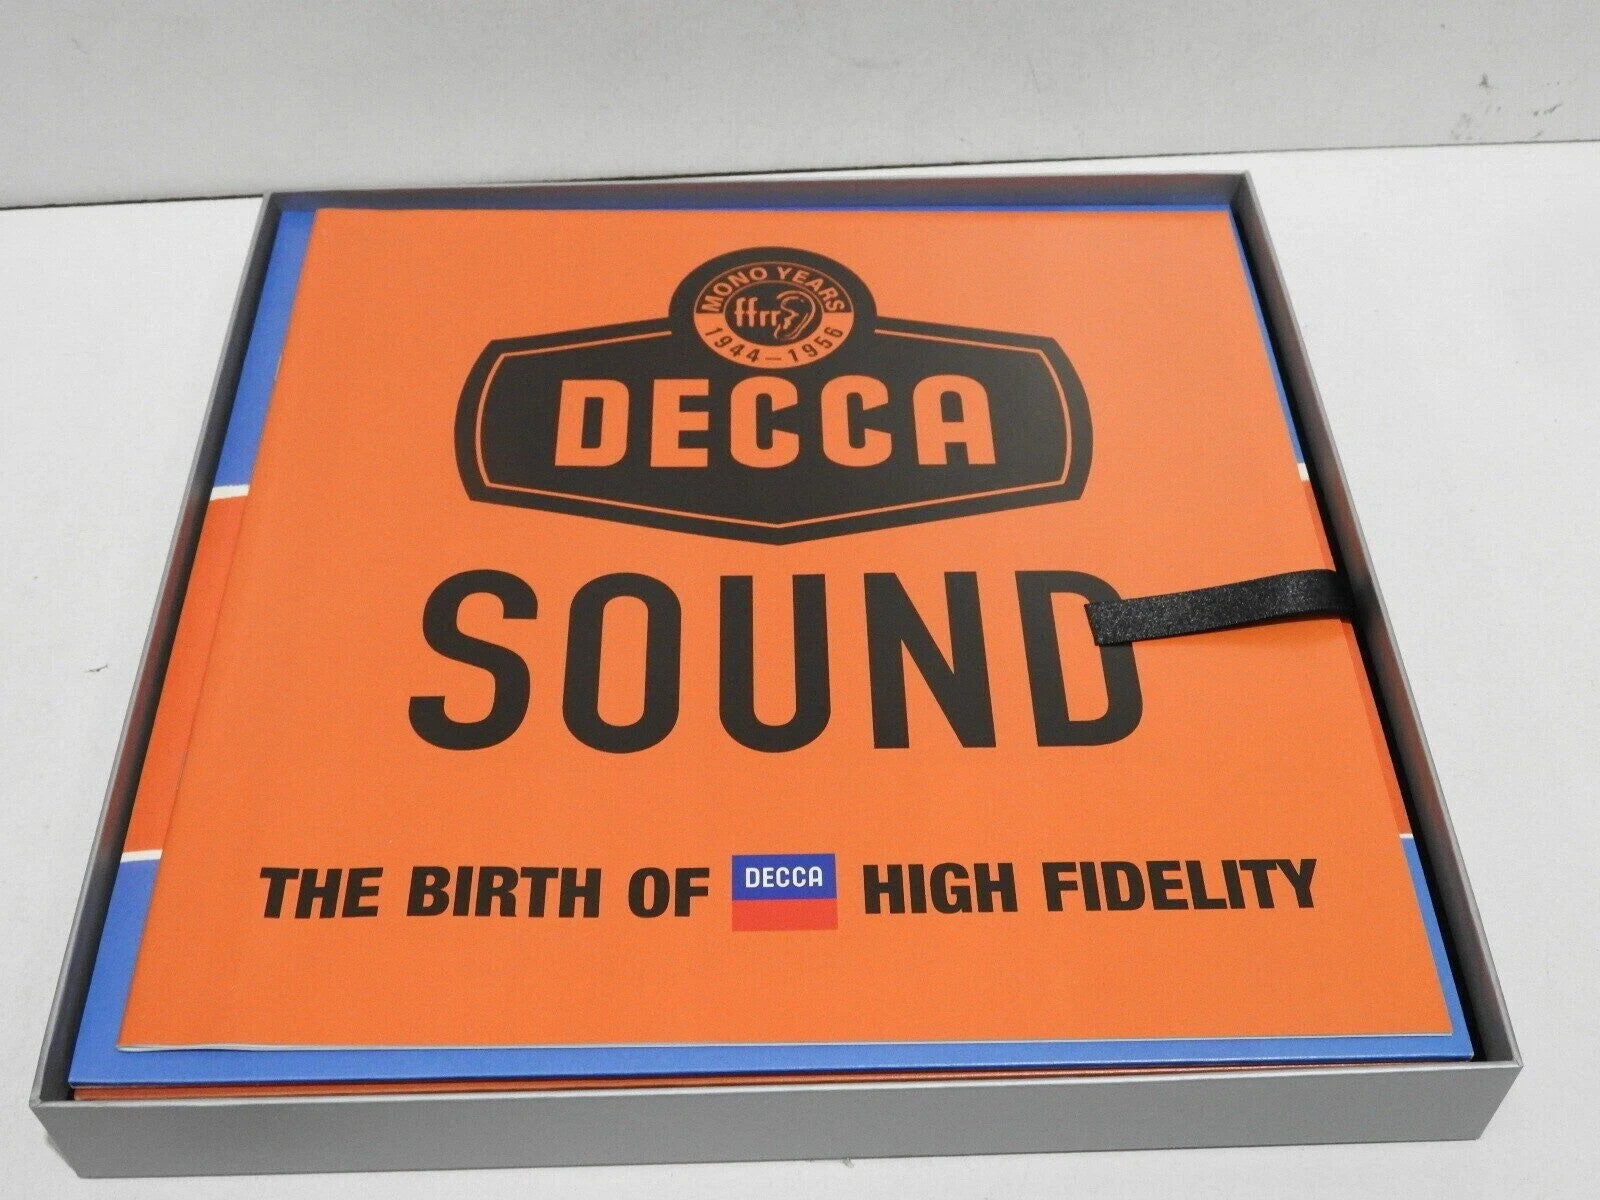 MONO YEARS
ffrr
1944–1956
DECCA
SOUND
THE BIRTH OF DECCA HIGH FIDELITY